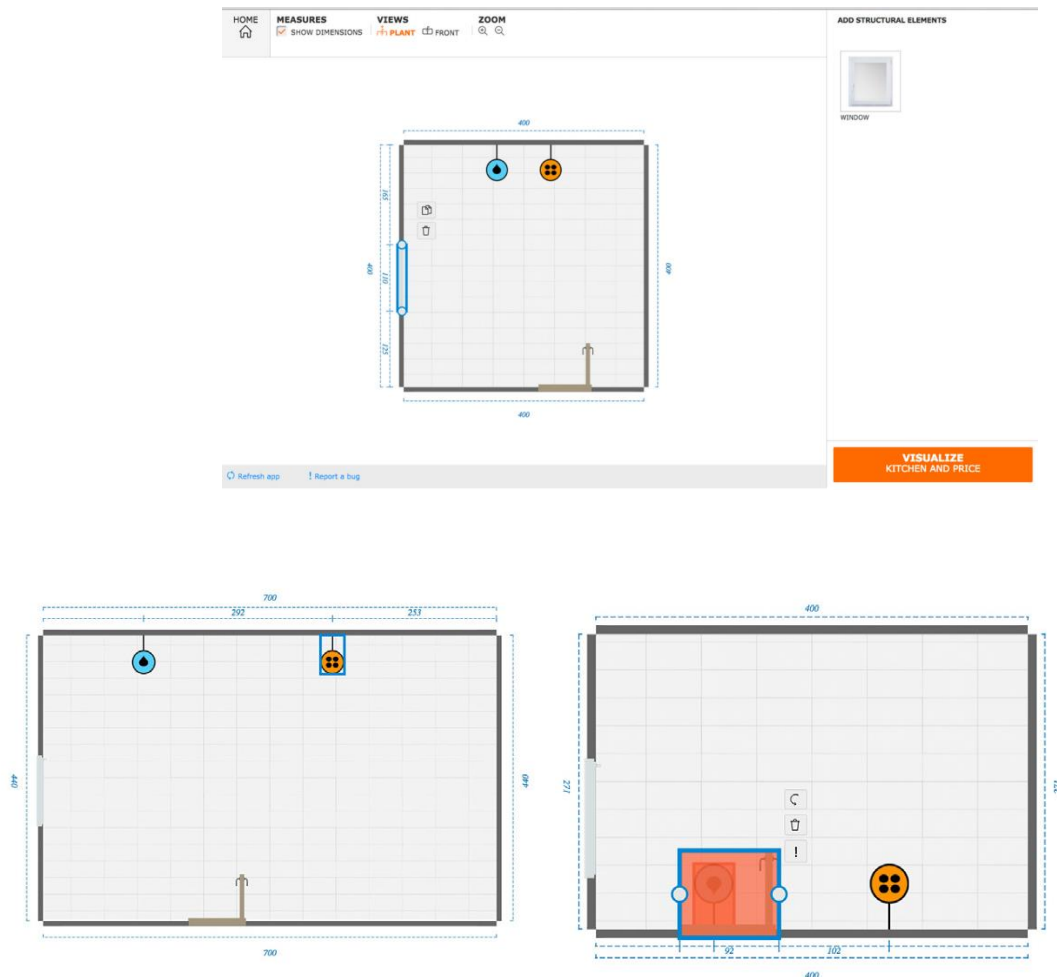 HOME MEASURES VIEWS ZOOM ADD STRUCTURAL ELEMENTS
SHOW DIMENSIONS PLANT FRONT
WINDOW
400
165
400 110 400
125
400
VISUALIZE
KITCHEN AND PRICE
Refresh app ! Report a bug
700
292 253
440 440
700
400
271 271
!
92 102
400